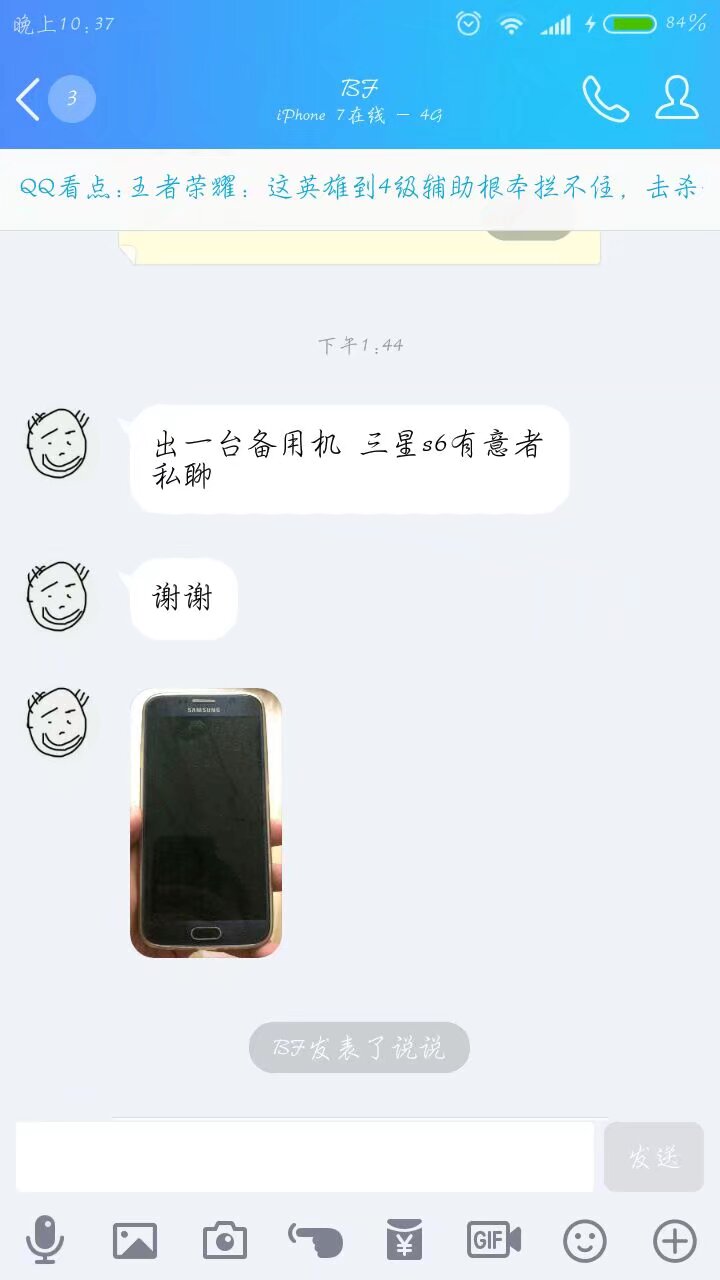 晚上10:37
84%
3
BF
iPhone 7在线 - 4G
QQ看点:王者荣耀：这英雄到4级辅助根本拦不住，击杀
下午1:44
出一台备用机 三星s6有意者
私聊
谢谢
SAMSUNG
BF发表了说说
发送
¥
GIF